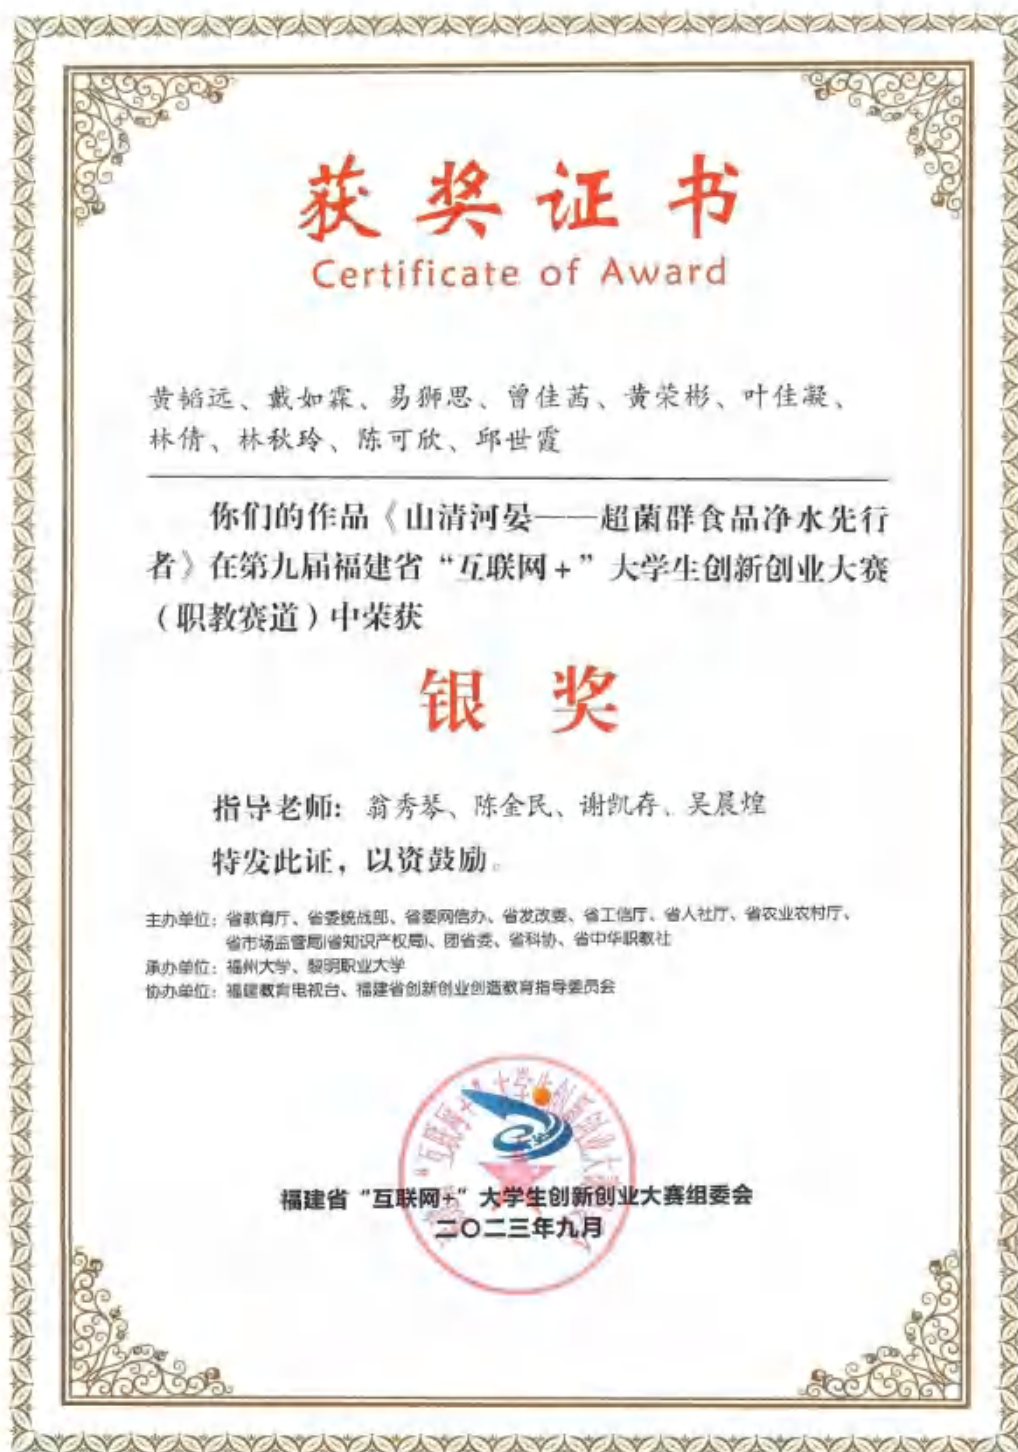 获奖证书
Certificate of Award
黄韬远、戴如霖、易狮思、曾佳茜、黄荣彬、叶佳凝、
林倩、林秋玲、陈可欣、邱世霞
你们的作品《山清河晏——超菌群食品净水先行
者》在第九届福建省“互联网+”大学生创新创业大赛
（职教赛道）中荣获
银奖
指导老师：翁秀琴、陈金民、谢凯存、吴晨煌
特发此证，以资鼓励。
主办单位：省教育厅、省委统战部、省委网信办、省发改委、省工信厅、省人社厅、省农业农村厅、
省市场监管局(省知识产权局)、团省委、省科协、省中华职教社
承办单位：福州大学、黎明职业大学
协办单位：福建教育电视台、福建省创新创业创造教育指导委员会
“互联网+”大学生创新创业大赛
福建省“互联网+”大学生创新创业大赛组委会
二〇二三年九月